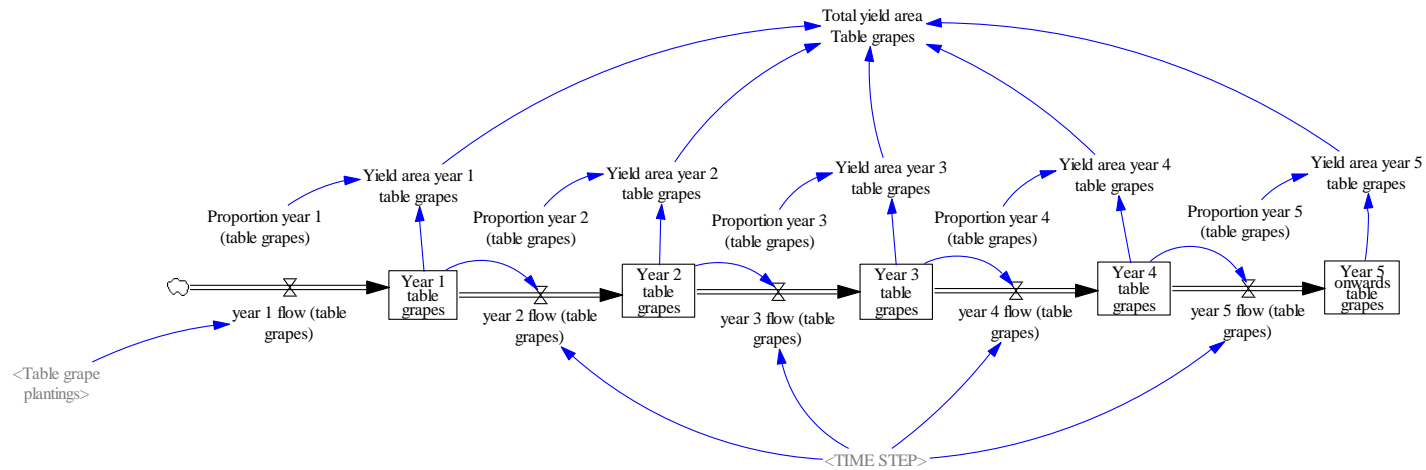 Total yield area
Table grapes
Yield area year 1
table grapes
Yield area year 2
table grapes
Yield area year 3
table grapes
Yield area year 4
table grapes
Yield area year 5
table grapes
Proportion year 1
(table grapes)
Proportion year 2
(table grapes)
Proportion year 3
(table grapes)
Proportion year 4
(table grapes)
Proportion year 5
(table grapes)
Year 1
table
grapes
Year 2
table
grapes
Year 3
table
grapes
Year 4
table
grapes
Year 5
onwards
table
grapes
year 1 flow (table
grapes)
year 2 flow (table
grapes)
year 3 flow (table
grapes)
year 4 flow (table
grapes)
year 5 flow (table
grapes)
<Table grape
plantings>
<TIME STEP>